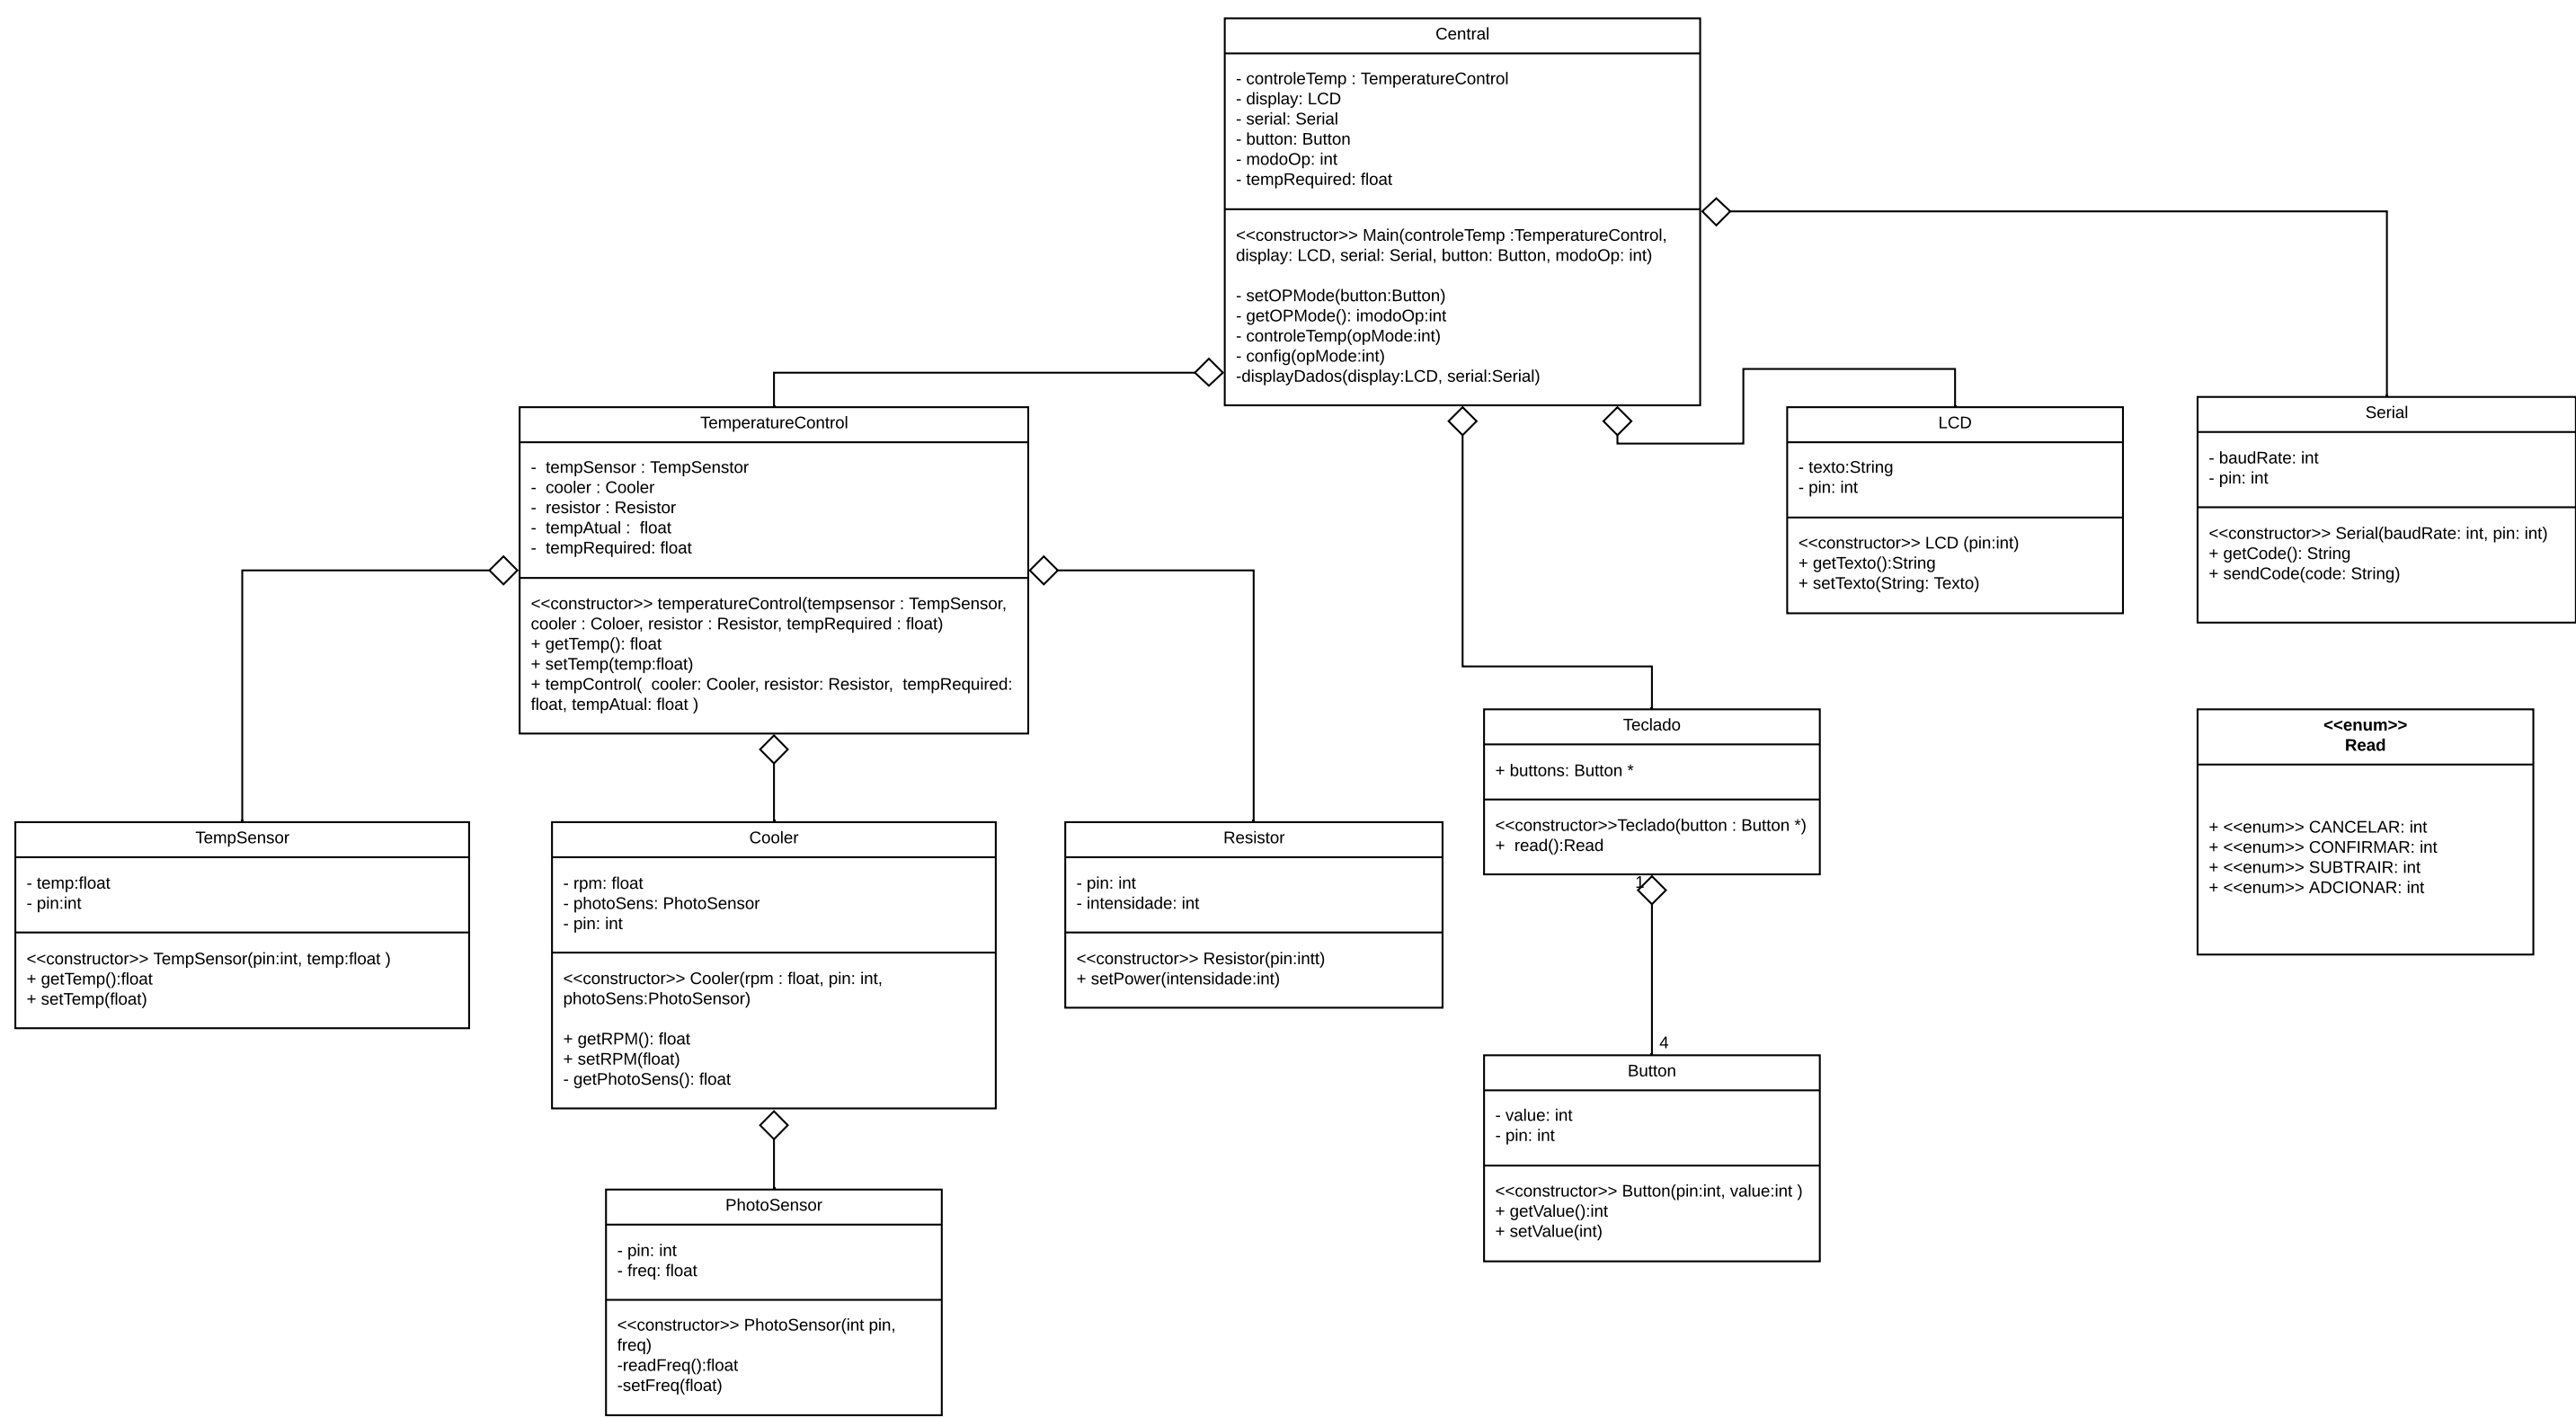 Central
- controleTemp : TemperatureControl
- display: LCD
- serial: Serial
- button: Button
- modoOp: int
- tempRequired: float
<<constructor>> Main(controleTemp :TemperatureControl,
display: LCD, serial: Serial, button: Button, modoOp: int)
- setOPMode(button:Button)
- getOPMode(): imodoOp:int
- controleTemp(opMode:int)
- config(opMode:int)
-displayDados(display:LCD, serial:Serial)
TemperatureControl
- tempSensor : TempSenstor
- cooler : Cooler
- resistor : Resistor
- tempAtual : float
- tempRequired: float
<<constructor>> temperatureControl(tempsensor : TempSensor,
cooler : Coloer, resistor : Resistor, tempRequired : float)
+ getTemp(): float
+ setTemp(temp:float)
+ tempControl( cooler: Cooler, resistor: Resistor, tempRequired:
float, tempAtual: float )
LCD
- texto:String
- pin: int
<<constructor>> LCD (pin:int)
+ getTexto():String
+ setTexto(String: Texto)
Serial
- baudRate: int
- pin: int
<<constructor>> Serial(baudRate: int, pin: int)
+ getCode(): String
+ sendCode(code: String)
Teclado
+ buttons: Button *
<<constructor>>Teclado(button : Button *)
+ read():Read
1
4
<<enum>>
Read
+ <<enum>> CANCELAR: int
+ <<enum>> CONFIRMAR: int
+ <<enum>> SUBTRAIR: int
+ <<enum>> ADCIONAR: int
TempSensor
- temp:float
- pin:int
<<constructor>> TempSensor(pin:int, temp:float )
+ getTemp():float
+ setTemp(float)
Cooler
- rpm: float
- photoSens: PhotoSensor
- pin: int
<<constructor>> Cooler(rpm : float, pin: int,
photoSens:PhotoSensor)
+ getRPM(): float
+ setRPM(float)
- getPhotoSens(): float
Resistor
- pin: int
- intensidade: int
<<constructor>> Resistor(pin:intt)
+ setPower(intensidade:int)
Button
- value: int
- pin: int
<<constructor>> Button(pin:int, value:int )
+ getValue():int
+ setValue(int)
PhotoSensor
- pin: int
- freq: float
<<constructor>> PhotoSensor(int pin,
freq)
-readFreq():float
-setFreq(float)